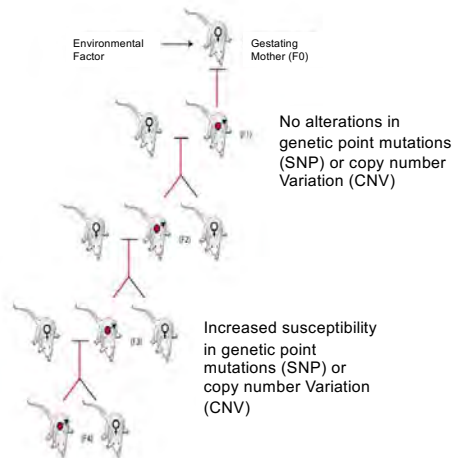 Environmental
Factor
Gestating
Mother (F0)
(F1)
No alterations in
genetic point mutations
(SNP) or copy number
Variation (CNV)
(F2)
(F3)
Increased susceptibility
in genetic point
mutations (SNP) or
copy number Variation
(CNV)
(F4)